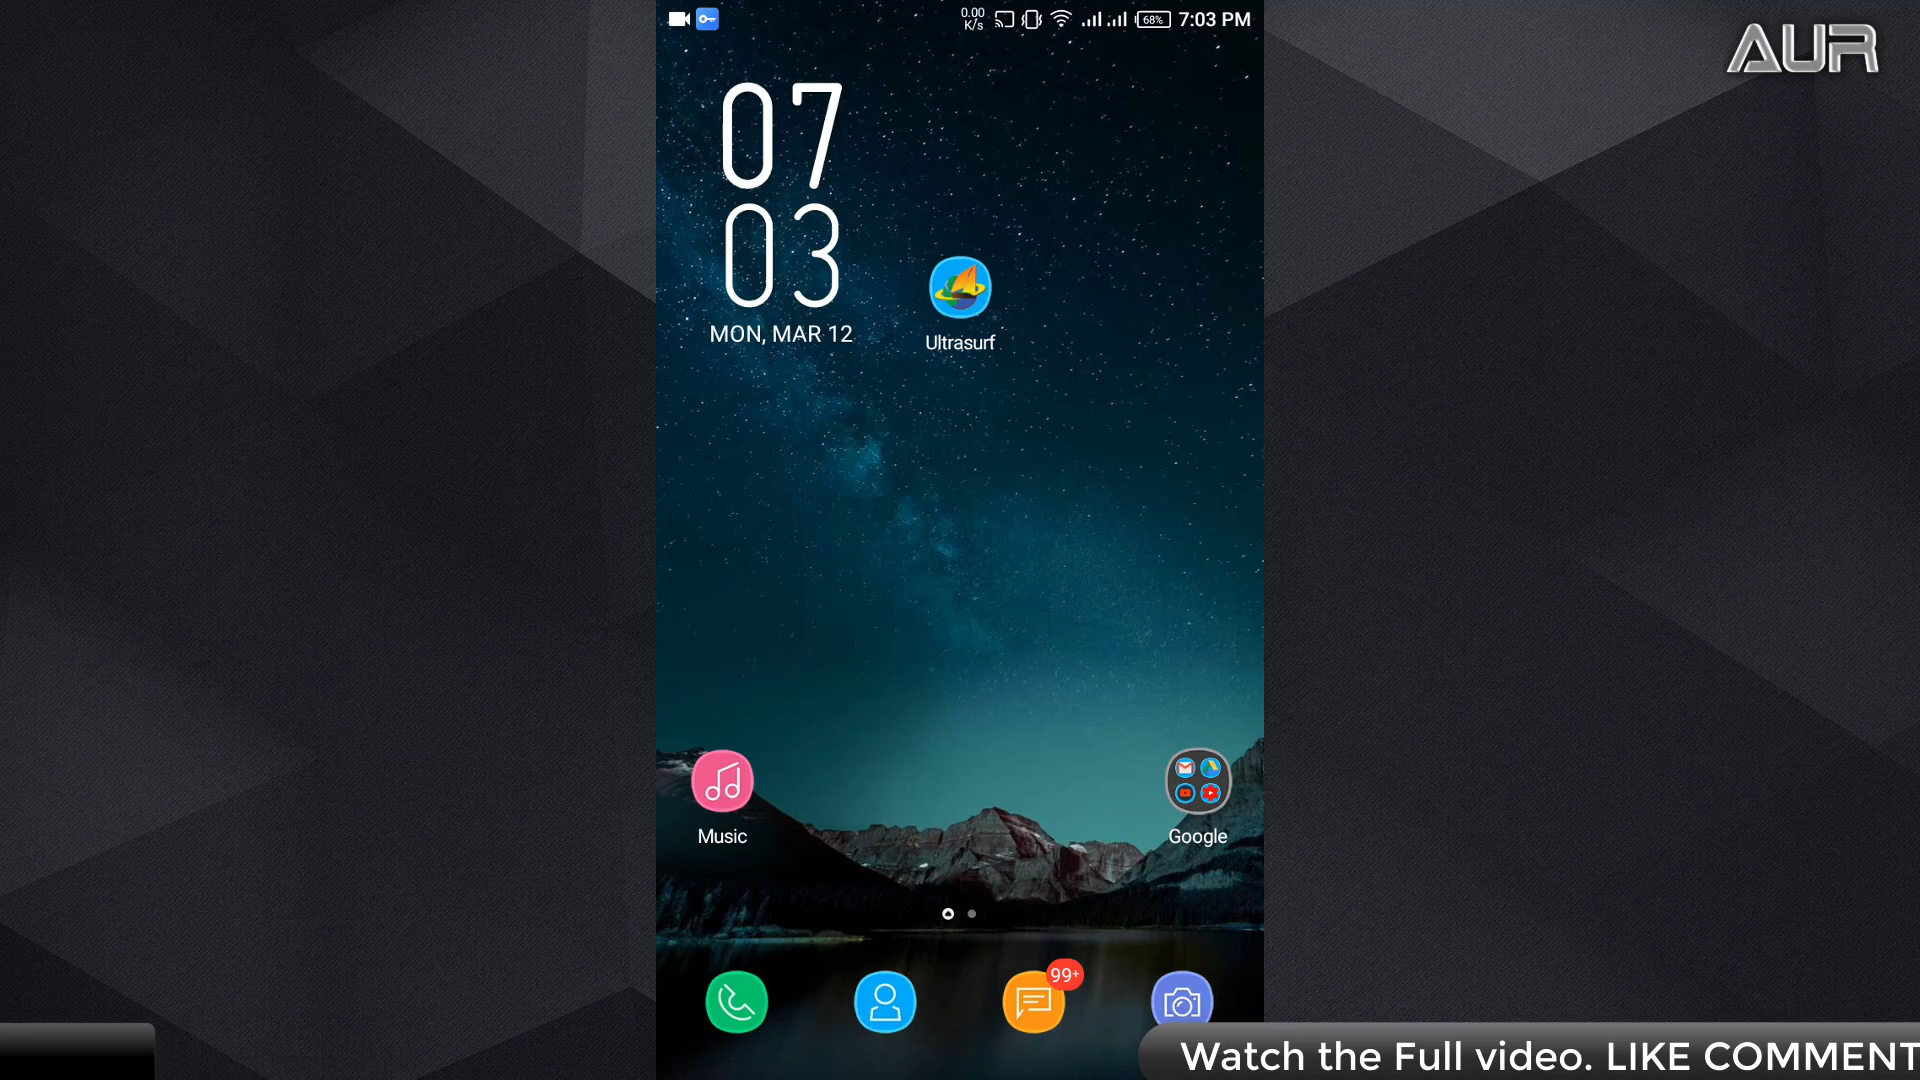 0.00
K/s
68%
7:03 PM
AUR
07
03
MON, MAR 12
Ultrasurf
Music
Google
99+
Watch the Full video. LIKE COMMENT